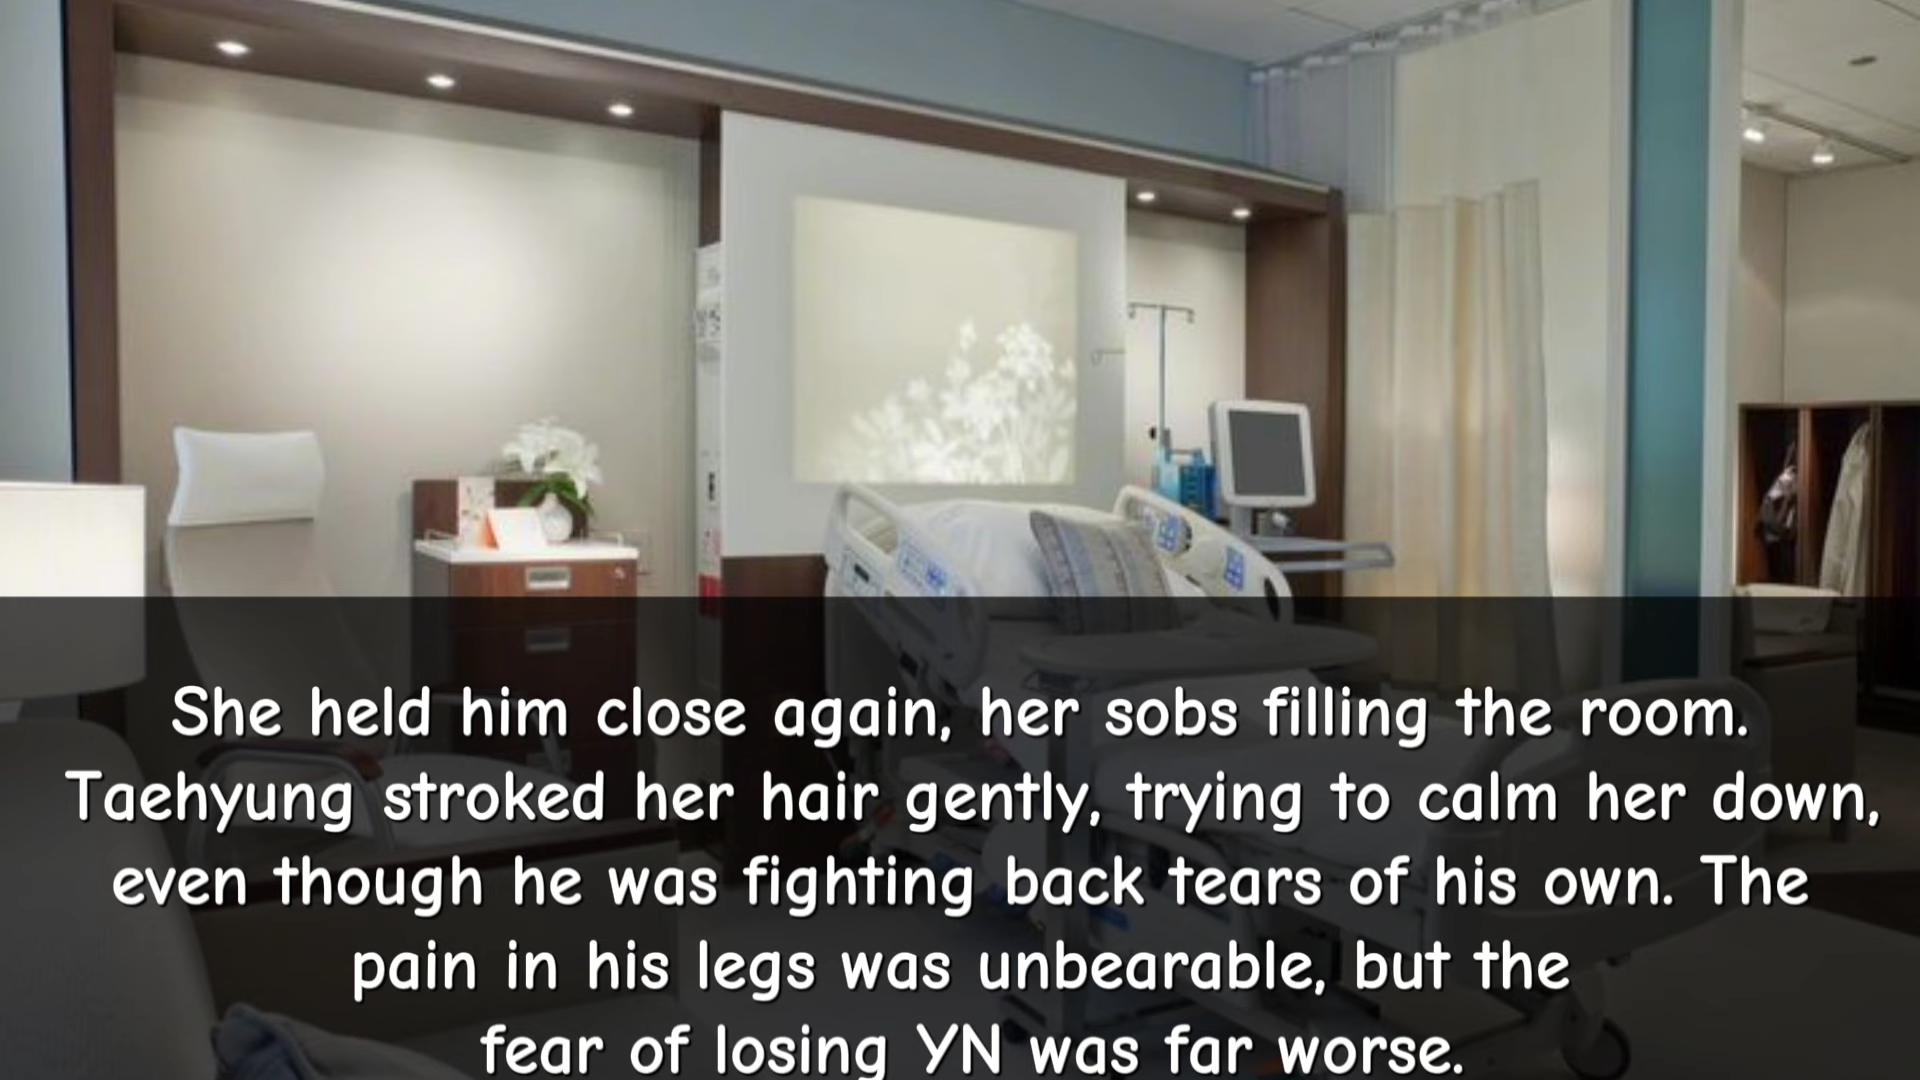 She held him close again, her sobs filling the room.
Taehyung stroked her hair gently, trying to calm her down,
even though he was fighting back tears of his own. The
pain in his legs was unbearable, but the
fear of losing YN was far worse.